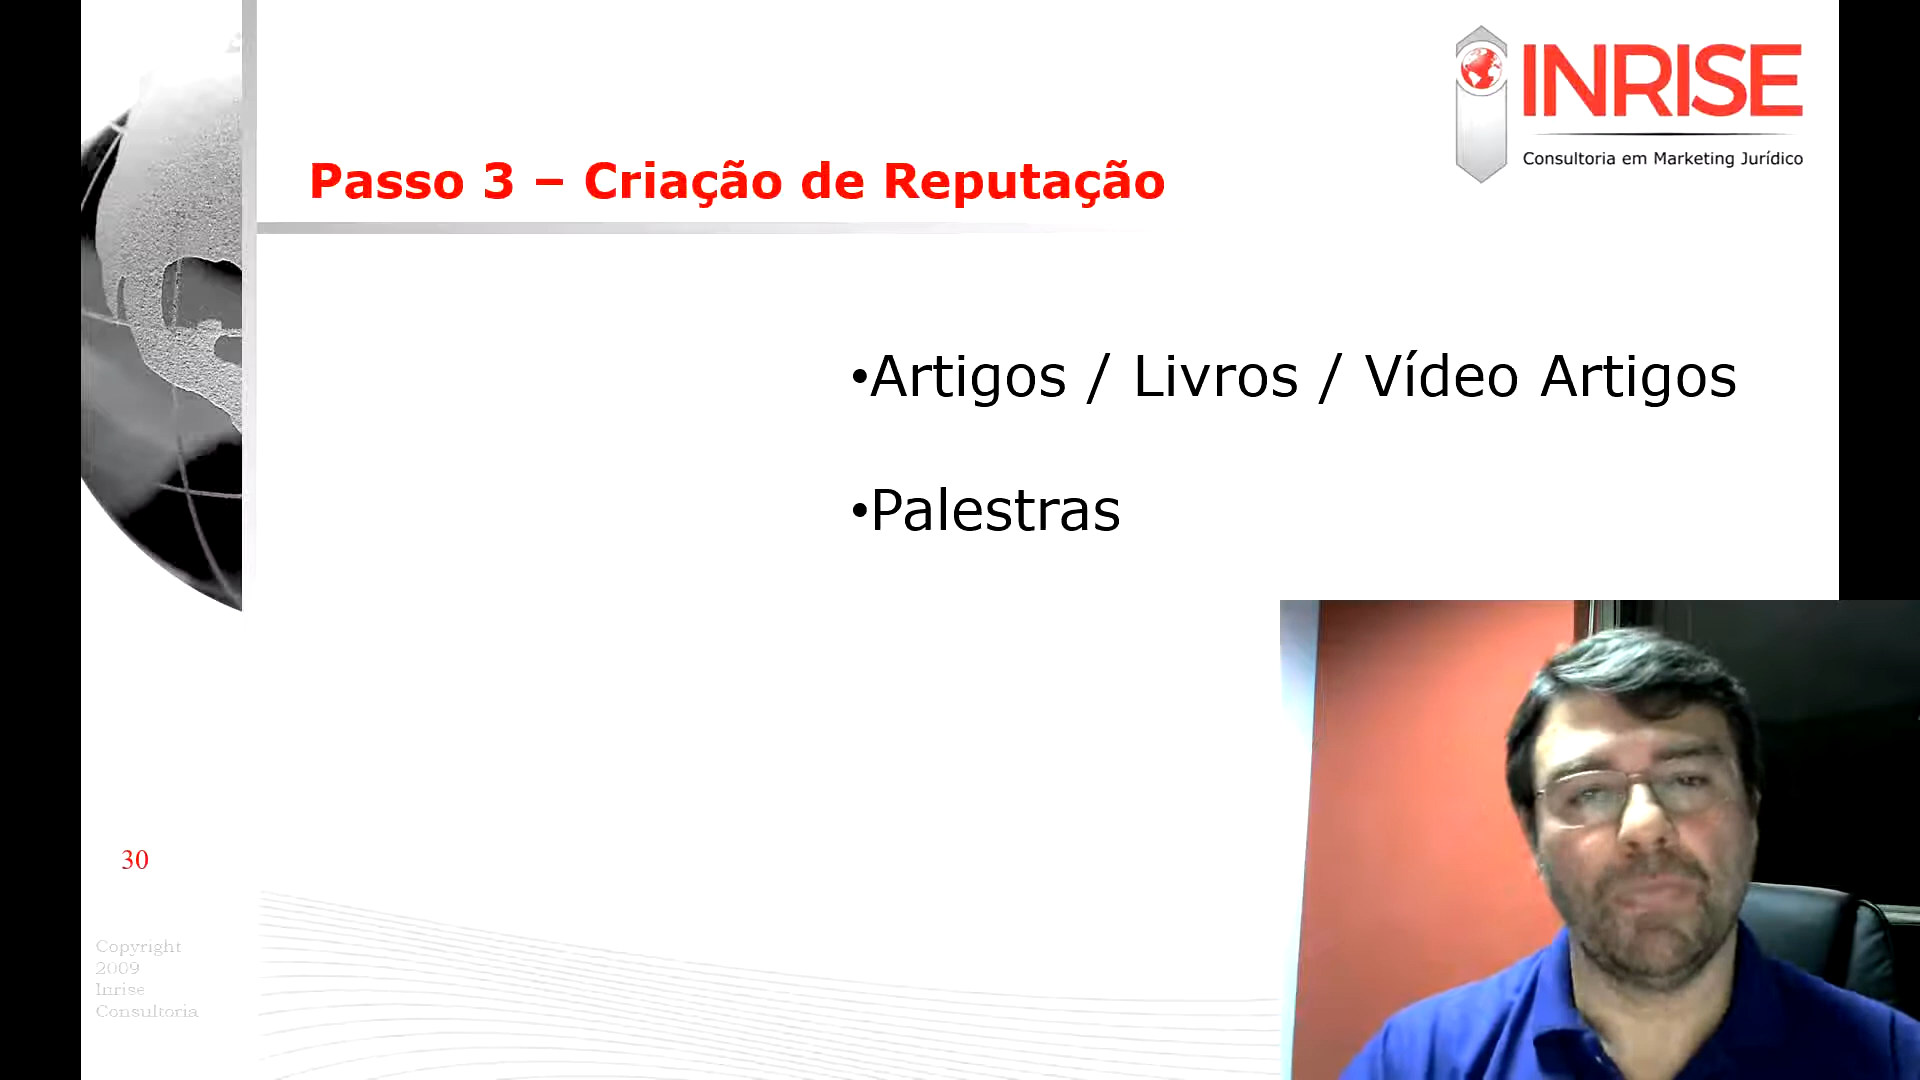 INRISE
Consultoria em Marketing Jurídico
Passo 3 – Criação de Reputação
•Artigos / Livros / Vídeo Artigos
•Palestras
30
Copyright
2009
Inrise
Consultoria